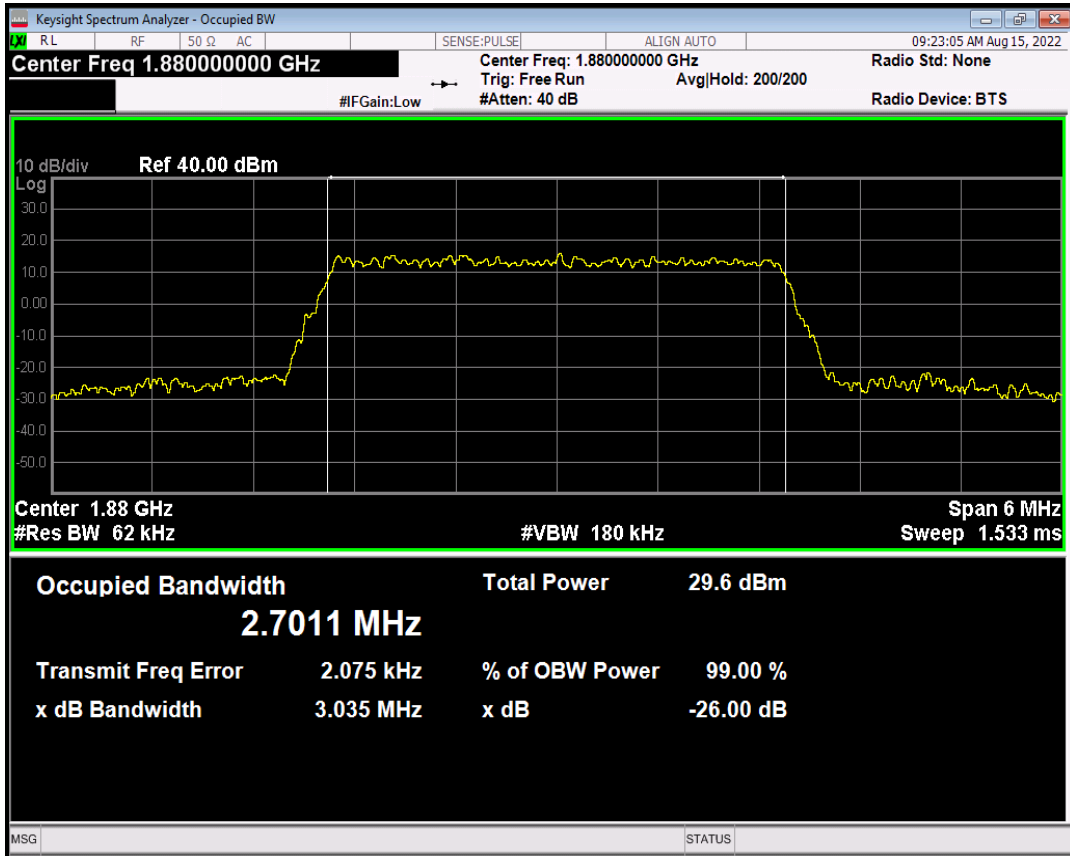 Keysight Spectrum Analyzer - Occupied BW
LXI RL RF 50 Ω AC SENSE:PULSE ALIGN AUTO 09:23:05 AM Aug 15, 2022
Center Freq 1.880000000 GHz Center Freq: 1.880000000 GHz Radio Std: None
Trig: Free Run Avg|Hold: 200/200
#IFGain:Low #Atten: 40 dB Radio Device: BTS
10 dB/div Ref 40.00 dBm
Log
30.0
20.0
10.0
0.00
-10.0
-20.0
-30.0
-40.0
-50.0
Center 1.88 GHz Span 6 MHz
#Res BW 62 kHz #VBW 180 kHz Sweep 1.533 ms
Occupied Bandwidth Total Power 29.6 dBm
2.7011 MHz
Transmit Freq Error 2.075 kHz % of OBW Power 99.00 %
x dB Bandwidth 3.035 MHz x dB -26.00 dB
MSG STATUS